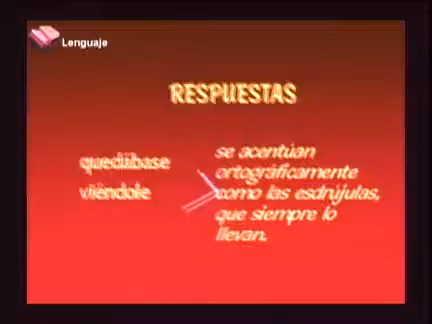 Lenguaje
RESPUESTAS
quedábase
viéndole
se acentúan
ortográficamente
como las esdrújulas,
que siempre lo
llevan.